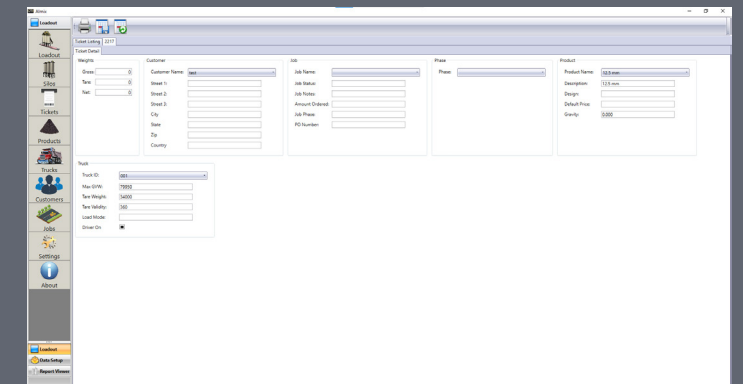 Almix
Loadout
Loadout
Silos
Tickets
Products
Trucks
Customers
Jobs
Settings
About
Loadout
Data Setup
Report Viewer
Ticket Listing 2217
Ticket Detail
Weights
Gross: 0
Tare: 0
Net: 0
Customer
Customer Name: test
Street 1:
Street 2:
Street 3:
City
State
Zip
Country
Job
Job Name:
Job Status:
Job Notes:
Amount Ordered:
Job Phase:
PO Number:
Phase
Phase:
Product
Product Name: 12.5 mm
Description: 12.5 mm
Design:
Default Price:
Gravity: 0.000
Truck
Truck ID: 001
Max GVW: 79950
Tare Weight: 34000
Tare Validity: 365
Load Mode:
Driver On